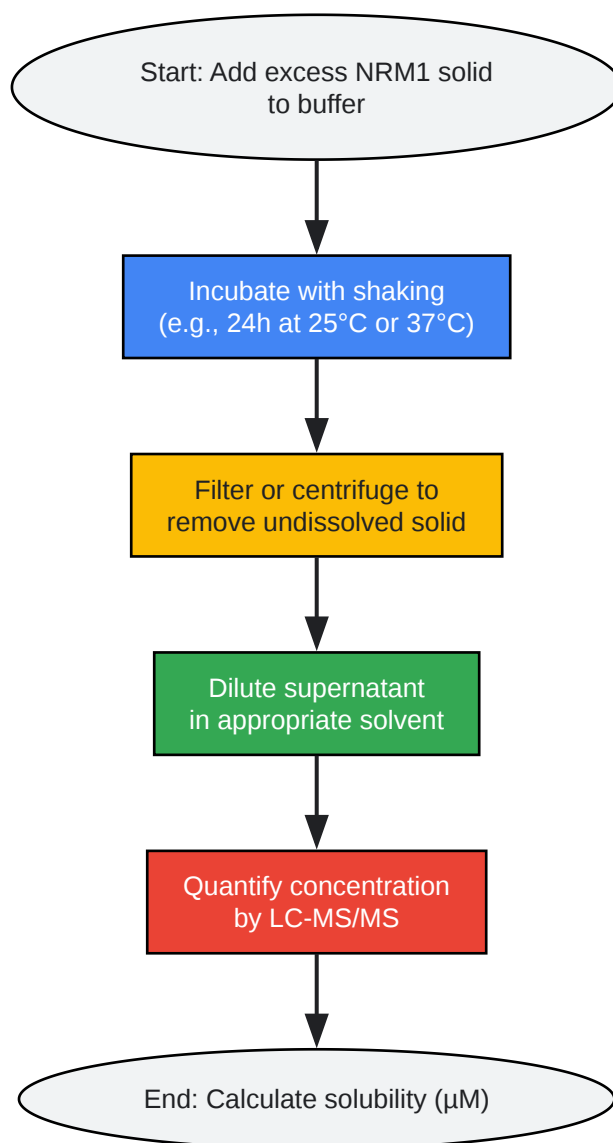 Start: Add excess NRM1 solid
to buffer
Incubate with shaking
(e.g., 24h at 25°C or 37°C)
Filter or centrifuge to
remove undissolved solid
Dilute supernatant
in appropriate solvent
Quantify concentration
by LC-MS/MS
End: Calculate solubility (µM)